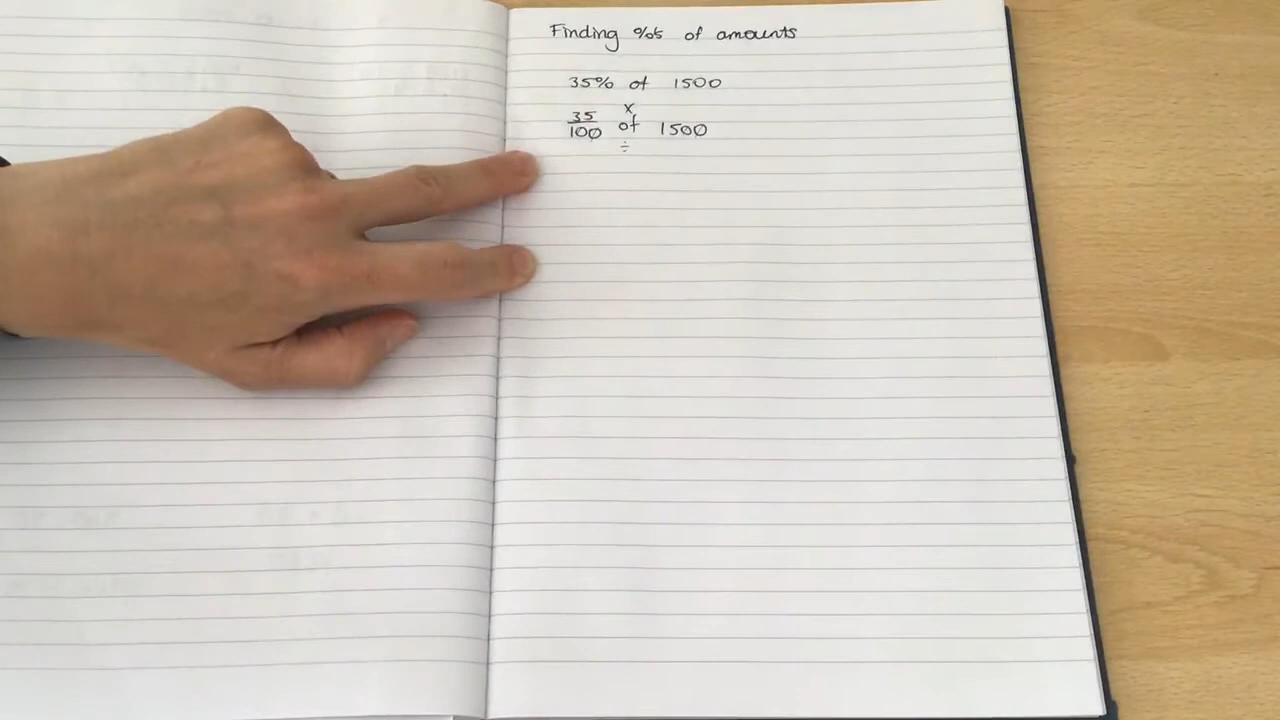 Finding %s of amounts
35% of 1500
×
35/100 of 1500
÷